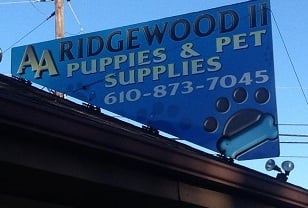 AA RIDGEWOOD II
PUPPIES & PET
SUPPLIES
610-873-7045